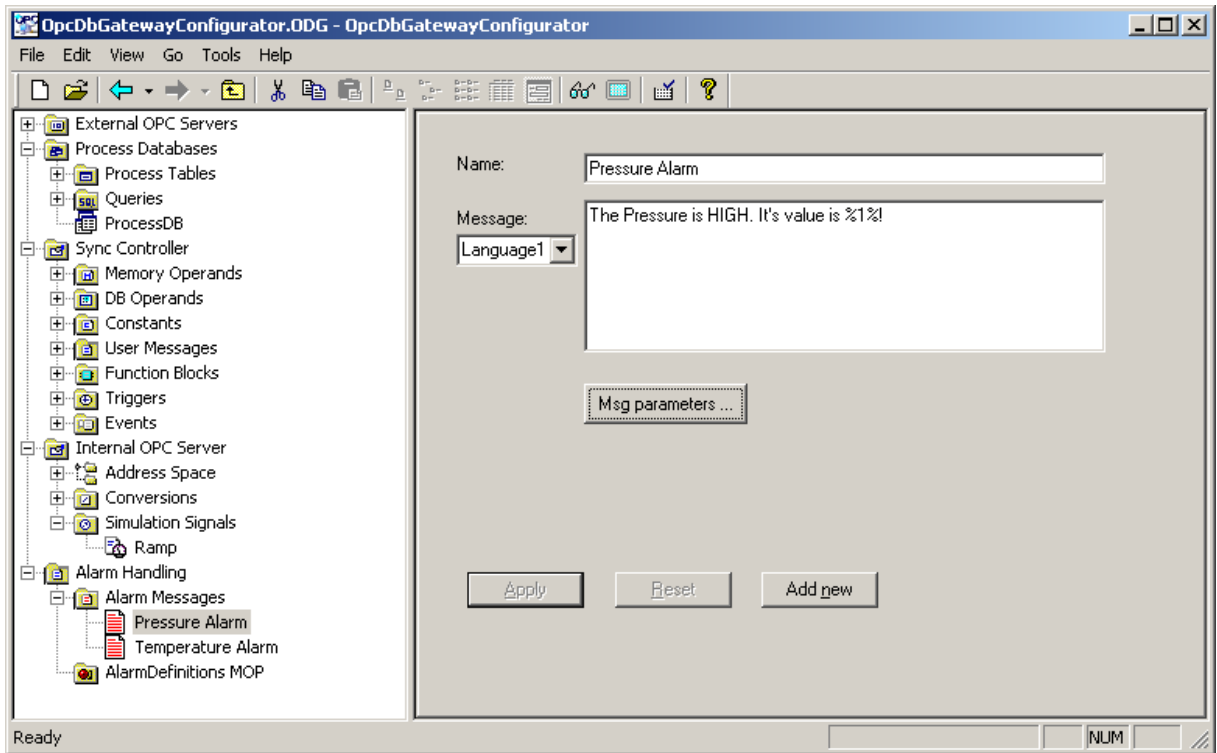 OpcDbGatewayConfigurator.ODG - OpcDbGatewayConfigurator
File Edit View Go Tools Help
External OPC Servers
Process Databases
Process Tables
Queries
ProcessDB
Sync Controller
Memory Operands
DB Operands
Constants
User Messages
Function Blocks
Triggers
Events
Internal OPC Server
Address Space
Conversions
Simulation Signals
Ramp
Alarm Handling
Alarm Messages
Pressure Alarm
Temperature Alarm
AlarmDefinitions MOP
Name:
Pressure Alarm
Message:
Language1
The Pressure is HIGH. It's value is %1%!
Msg parameters ...
Apply Reset Add new
Ready NUM